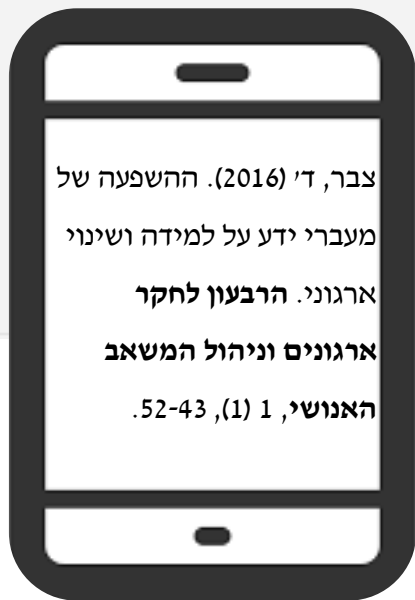 צבר, ד' (2016). ההשפעה של
מעברי ידע על למידה ושינוי
ארגוני. הרבעון לחקר
ארגונים וניהול המשאב
האנושי, 1 (1), 52-43.